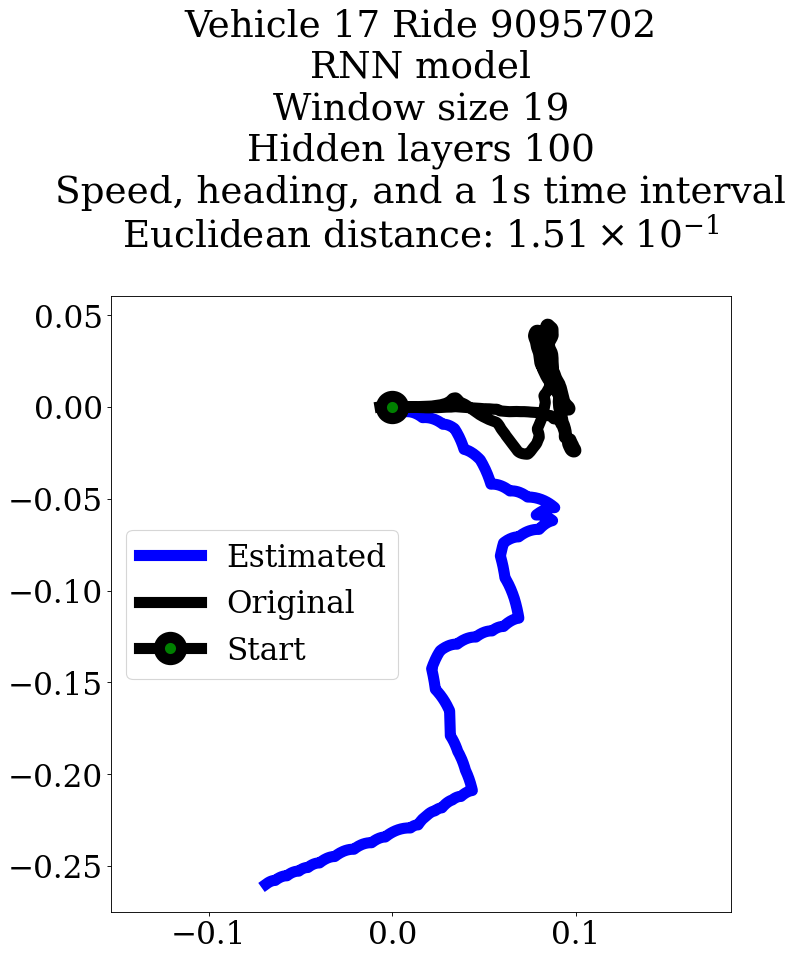 Vehicle 17 Ride 9095702
RNN model
Window size 19
Hidden layers 100
Speed, heading, and a 1s time interval
Euclidean distance: 1.51 × 10⁻¹
0.05
0.00
−0.05
−0.10
−0.15
−0.20
−0.25
Estimated
Original
Start
−0.1
0.0
0.1